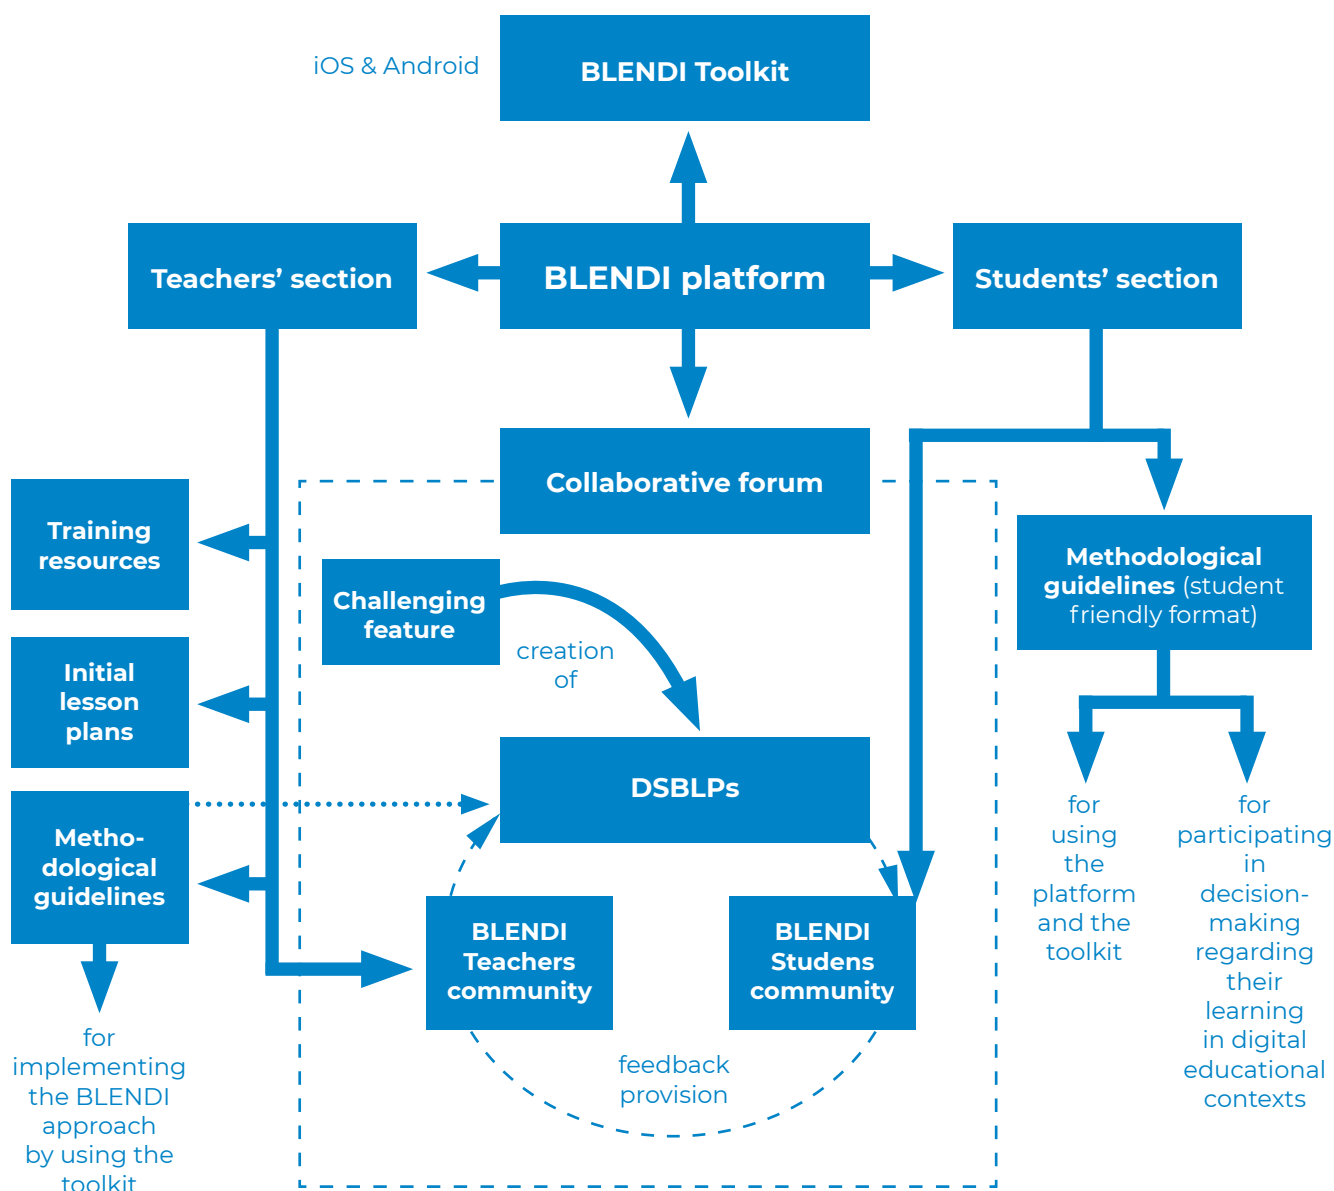 iOS & Android
BLENDI Toolkit
Teachers’ section
BLENDI platform
Students’ section
Collaborative forum
Training
resources
Challenging
feature
creation
of
Methodological
guidelines (student
friendly format)
Initial
lesson
plans
DSBLPs
Metho-
dological
guidelines
for
using
the
platform
and the
toolkit
for
participating
in
decision-
making
regarding
their
learning
in digital
educational
contexts
BLENDI
Teachers
community
BLENDI
Studens
community
feedback
provision
for
implementing
the BLENDI
approach
by using the
toolkit